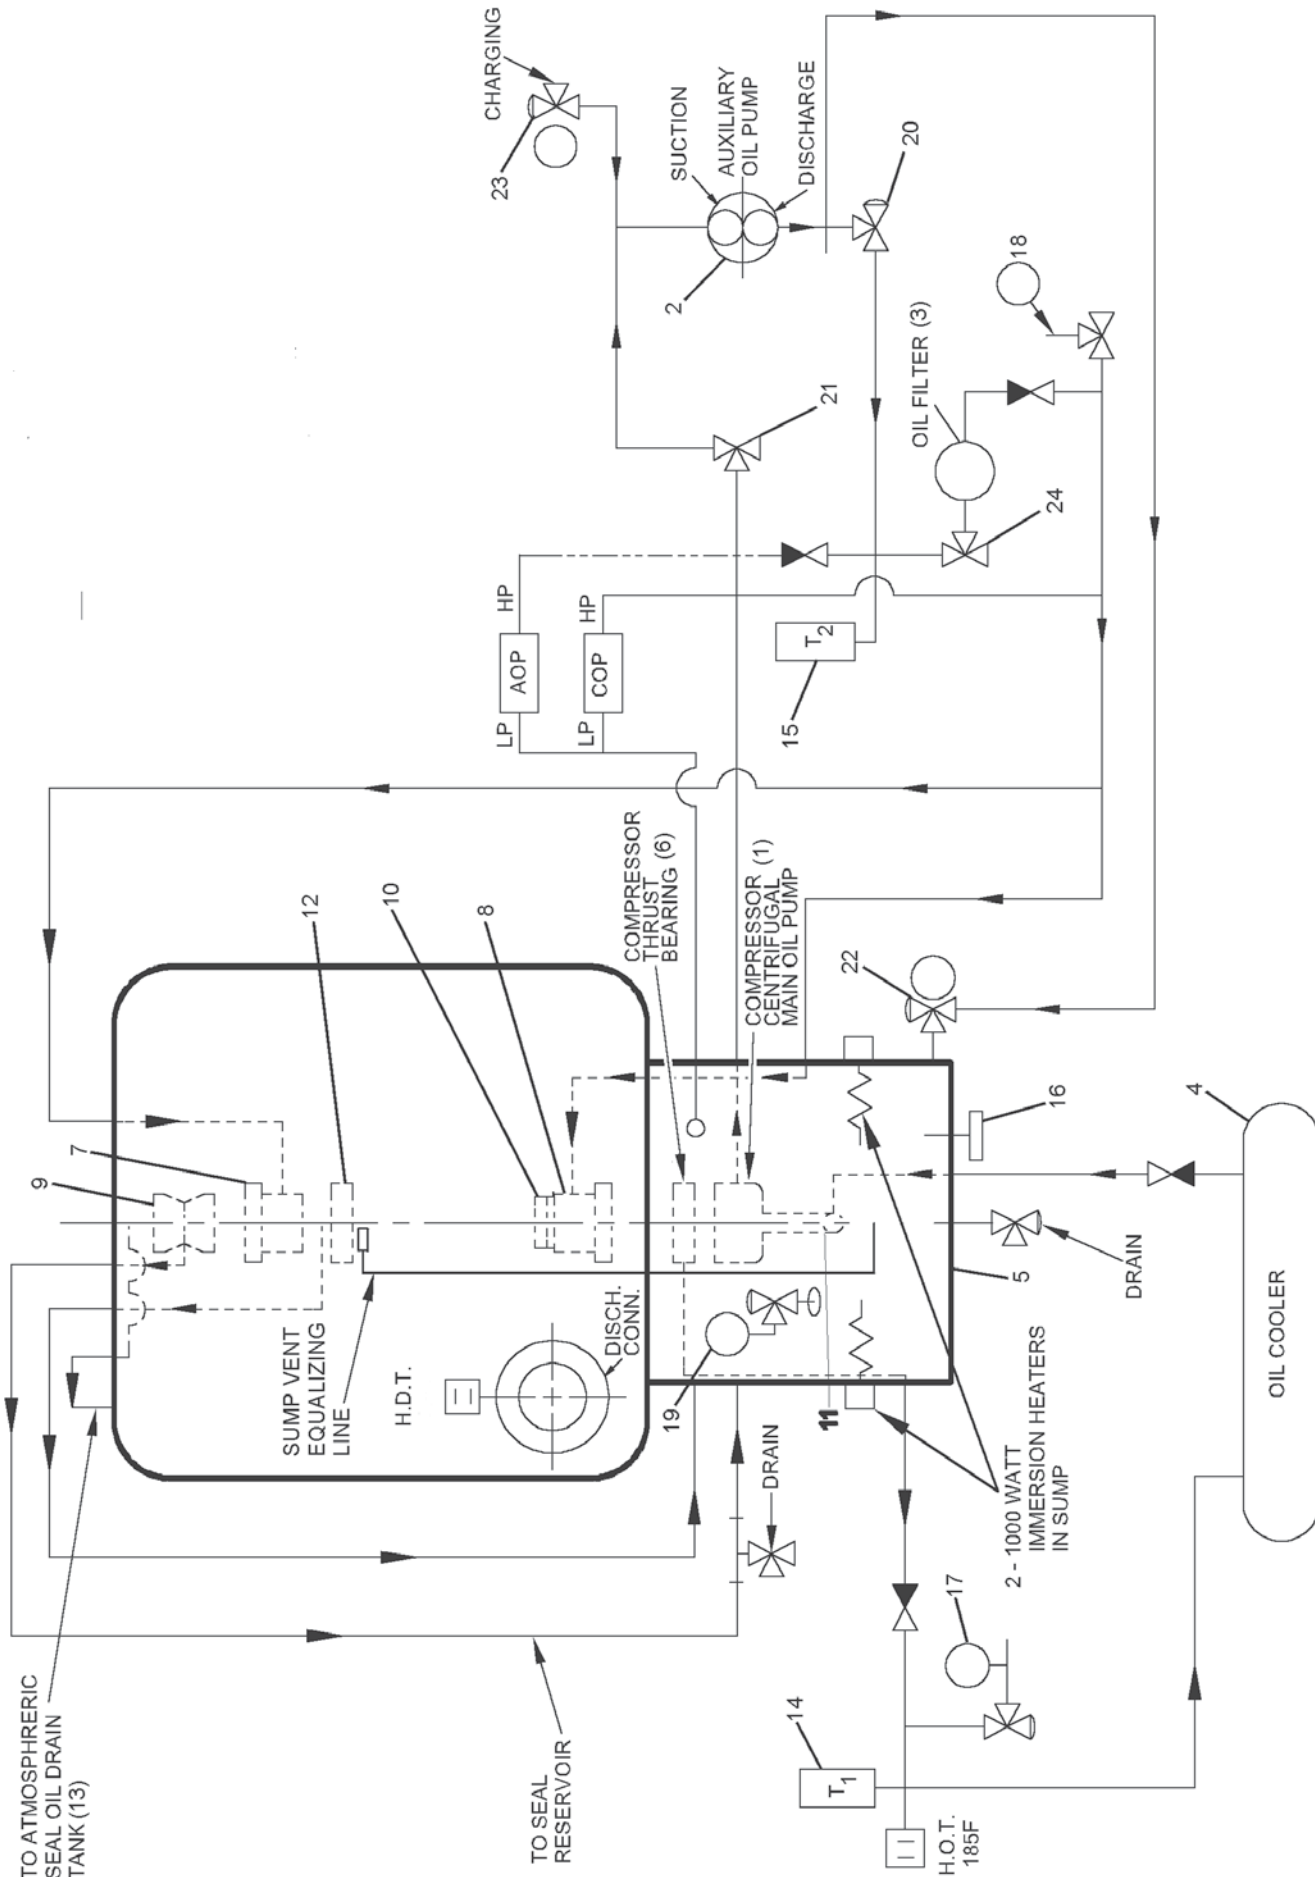 TO ATMOSPHRERIC
SEAL OIL DRAIN
TANK (13)
9
7
12
10
8
SUMP VENT
EQUALIZING
LINE
H.D.T.
DISCH.
CONN.
TO SEAL
RESERVOIR
DRAIN
19
11
COMPRESSOR
THRUST
BEARING (6)
COMPRESSOR (1)
CENTRIFUGAL
MAIN OIL PUMP
CHARGING
23
SUCTION
AUXILIARY
OIL PUMP
DISCHARGE
2
20
21
LP
AOP
HP
LP
COP
HP
15
T2
OIL FILTER (3)
18
24
22
16
4
5
DRAIN
OIL COOLER
2 - 1000 WATT
IMMERSION HEATERS
IN SUMP
17
14
T1
H.O.T.
185F